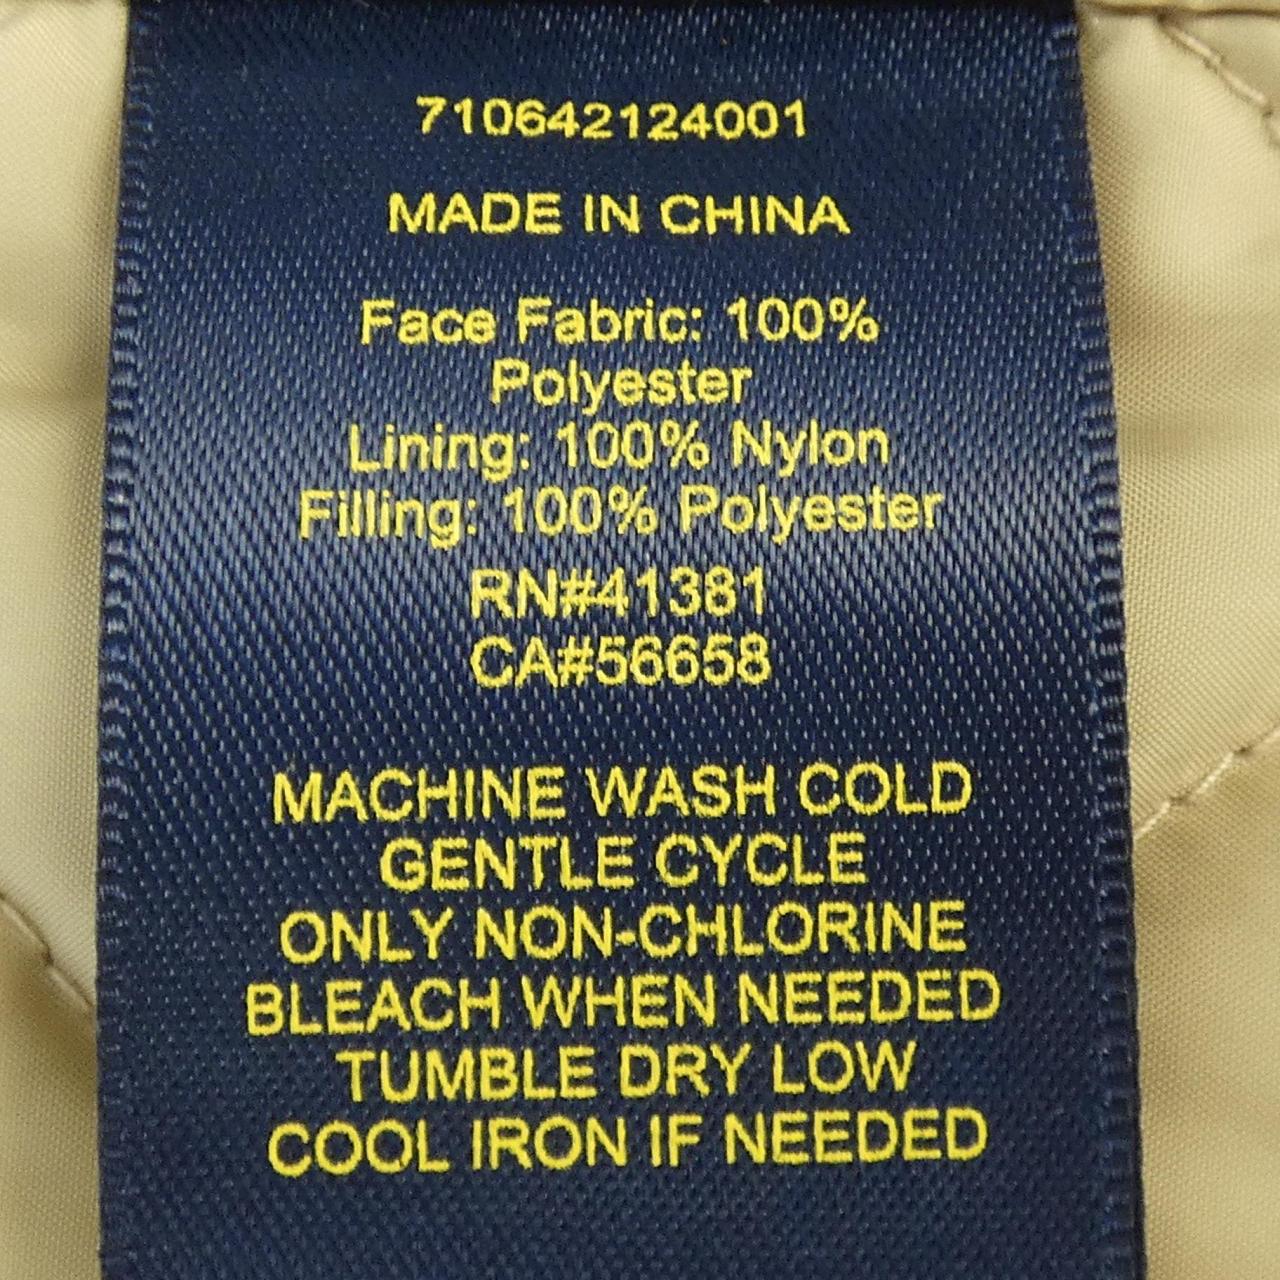 710642124001
MADE IN CHINA
Face Fabric: 100%
Polyester
Lining: 100% Nylon
Filling: 100% Polyester
RN#41381
CA#56658
MACHINE WASH COLD
GENTLE CYCLE
ONLY NON-CHLORINE
BLEACH WHEN NEEDED
TUMBLE DRY LOW
COOL IRON IF NEEDED